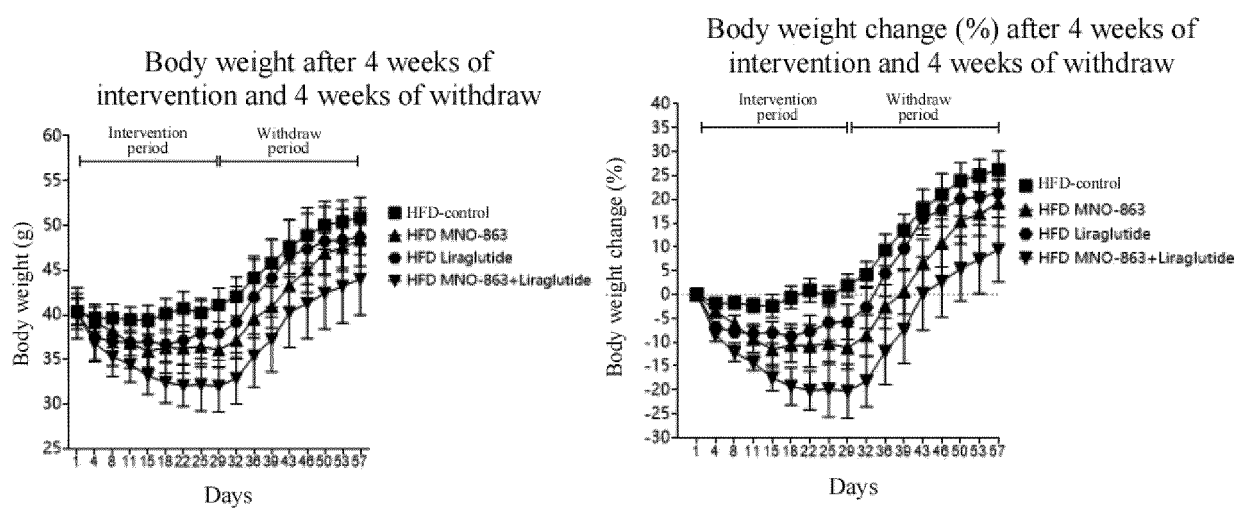 Body weight after 4 weeks of
intervention and 4 weeks of withdraw
Intervention
period
Withdraw
period
60
55
50
45
40
35
30
25
Body weight (g)
1 4 8 11 15 18 22 25 29 32 36 39 43 46 50 53 57
Days
HFD-control
HFD MNO-863
HFD Liraglutide
HFD MNO-863+Liraglutide
Body weight change (%) after 4 weeks of
intervention and 4 weeks of withdraw
Intervention
period
Withdraw
period
40
35
30
25
20
15
10
5
0
-5
-10
-15
-20
-25
-30
Body weight change (%)
1 4 8 11 15 18 22 25 29 32 36 39 43 46 50 53 57
Days
HFD-control
HFD MNO-863
HFD Liraglutide
HFD MNO-863+Liraglutide